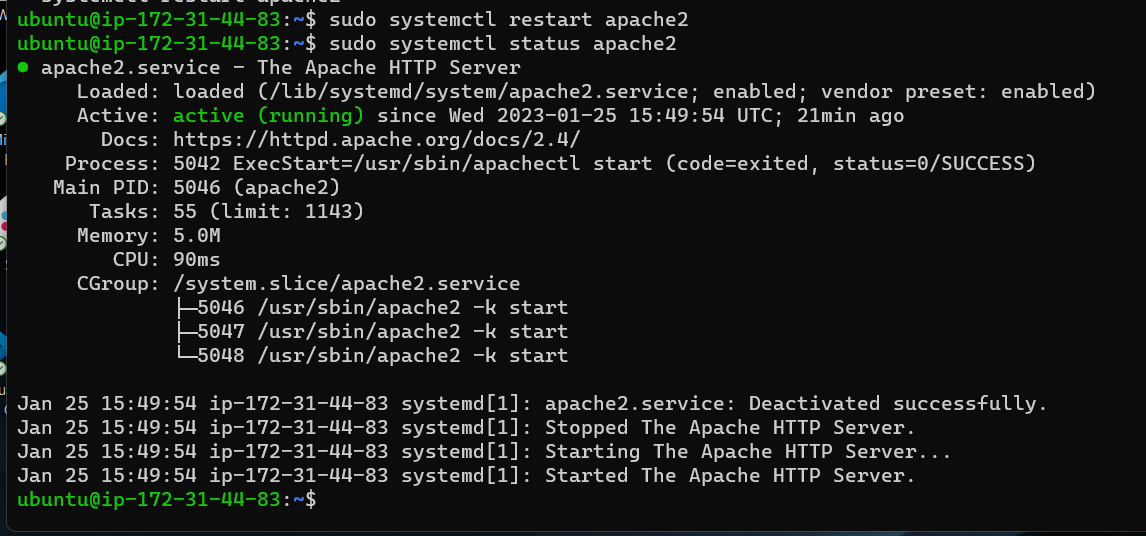 ubuntu@ip-172-31-44-83:~$ sudo systemctl restart apache2
ubuntu@ip-172-31-44-83:~$ sudo systemctl status apache2
● apache2.service - The Apache HTTP Server
     Loaded: loaded (/lib/systemd/system/apache2.service; enabled; vendor preset: enabled)
     Active: active (running) since Wed 2023-01-25 15:49:54 UTC; 21min ago
       Docs: https://httpd.apache.org/docs/2.4/
    Process: 5042 ExecStart=/usr/sbin/apachectl start (code=exited, status=0/SUCCESS)
   Main PID: 5046 (apache2)
      Tasks: 55 (limit: 1143)
     Memory: 5.0M
        CPU: 90ms
     CGroup: /system.slice/apache2.service
             ├─5046 /usr/sbin/apache2 -k start
             ├─5047 /usr/sbin/apache2 -k start
             └─5048 /usr/sbin/apache2 -k start

Jan 25 15:49:54 ip-172-31-44-83 systemd[1]: apache2.service: Deactivated successfully.
Jan 25 15:49:54 ip-172-31-44-83 systemd[1]: Stopped The Apache HTTP Server.
Jan 25 15:49:54 ip-172-31-44-83 systemd[1]: Starting The Apache HTTP Server...
Jan 25 15:49:54 ip-172-31-44-83 systemd[1]: Started The Apache HTTP Server.
ubuntu@ip-172-31-44-83:~$